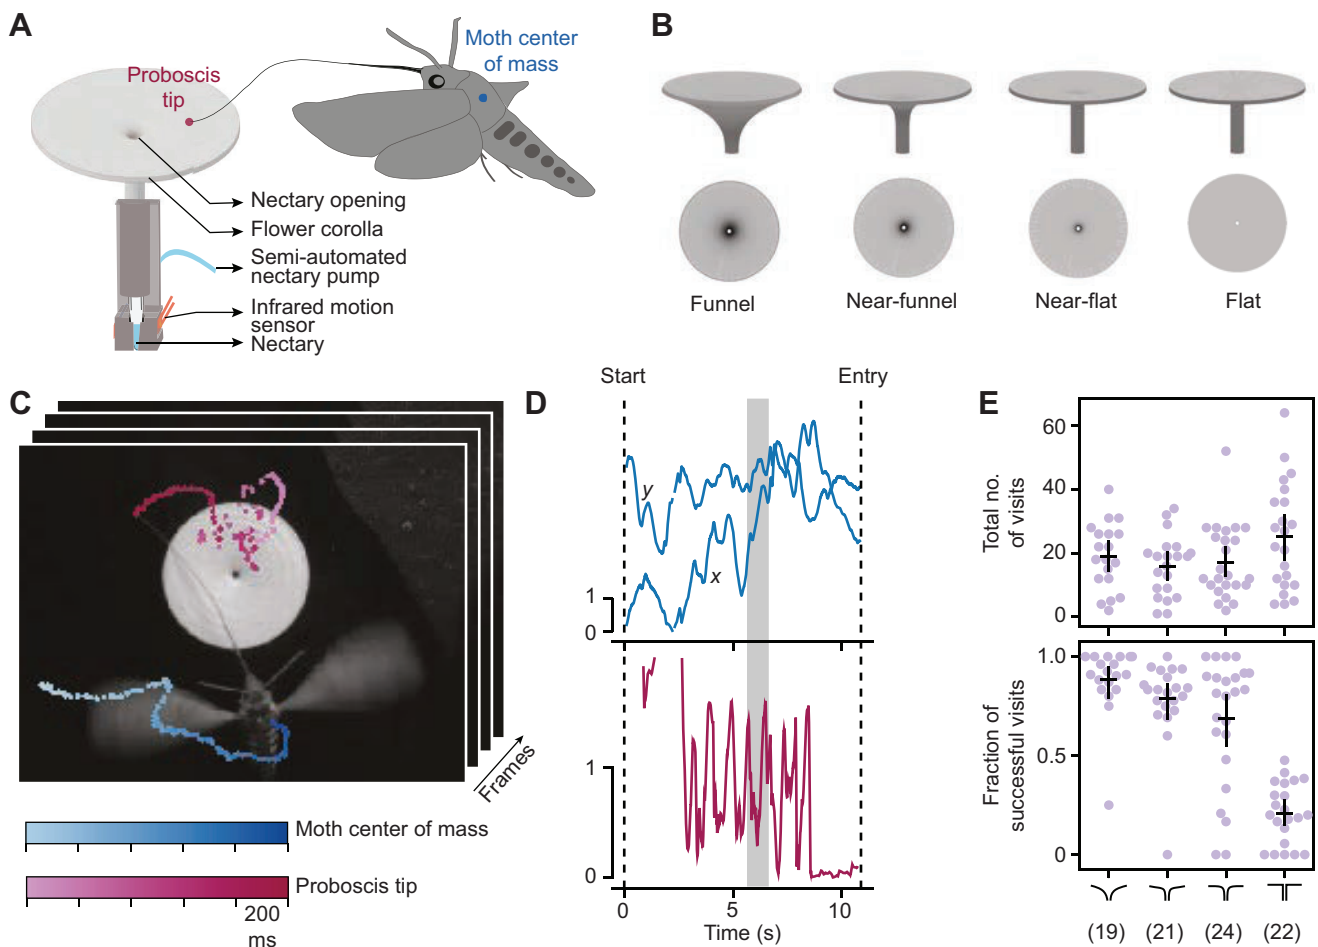 A
Proboscis
tip
Moth center
of mass
Nectary opening
Flower corolla
Semi-automated
nectary pump
Infrared motion
sensor
Nectary
B
Funnel
Near-funnel
Near-flat
Flat
C
Frames
Moth center of mass
Proboscis tip
200
ms
D
Start
Entry
y
x
1
0
1
0
0
5
10
Time (s)
E
Total no.
of visits
60
40
20
0
Fraction of
successful visits
1.0
0.5
0
(19)
(21)
(24)
(22)